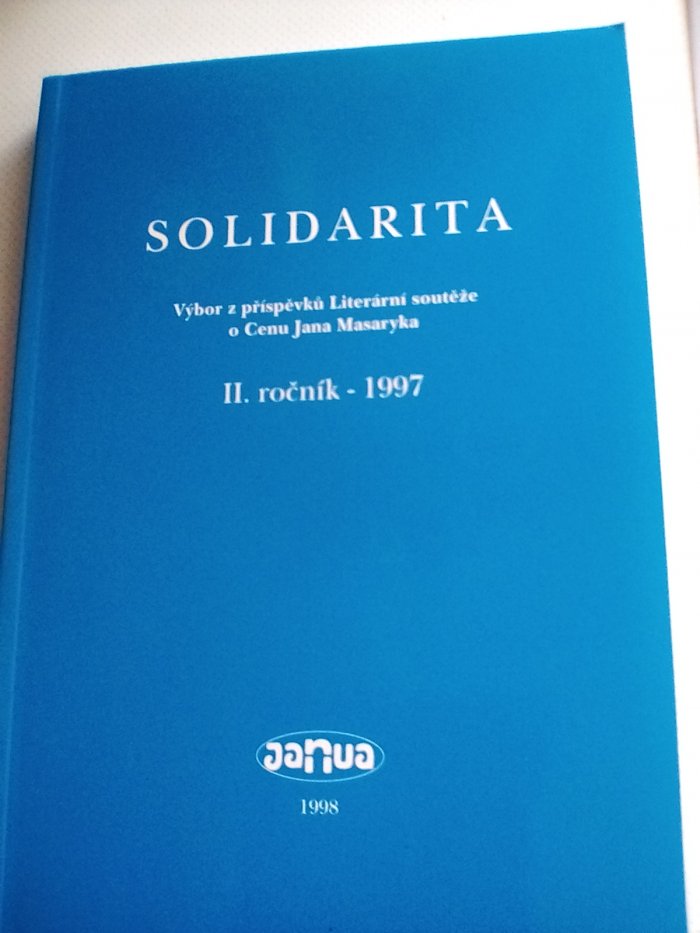 SOLIDARITA
Výbor z příspěvků Literární soutěže
o Cenu Jana Masaryka
II. ročník - 1997
Janua
1998